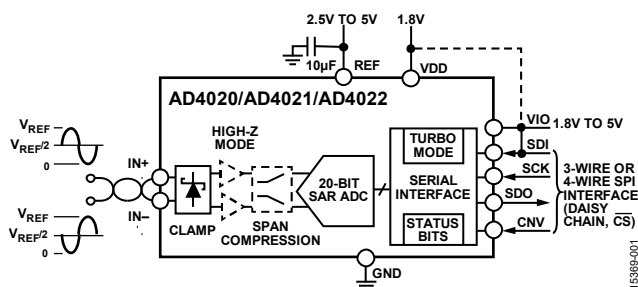 2.5V TO 5V
1.8V
10µF
REF
VDD
AD4020/AD4021/AD4022
VIO
1.8V TO 5V
HIGH-Z
MODE
TURBO
MODE
SDI
VREF
VREF/2
0
IN+
SCK
3-WIRE OR
4-WIRE SPI
INTERFACE
(DAISY
CHAIN, CS)
20-BIT
SAR ADC
SERIAL
INTERFACE
SDO
IN–
VREF
VREF/2
0
CLAMP
SPAN
COMPRESSION
STATUS
BITS
CNV
GND
15369-001